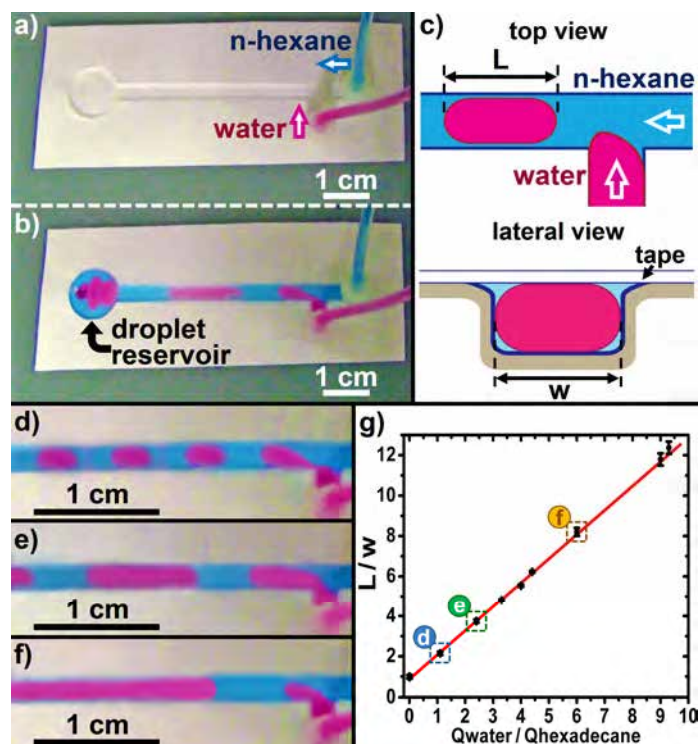 a)
n-hexane
water
1 cm
b)
droplet
reservoir
1 cm
c)
top view
L
n-hexane
water
lateral view
tape
w
d)
1 cm
e)
1 cm
f)
1 cm
g)
L / w
12
10
8
6
4
2
0
f
e
d
0 1 2 3 4 5 6 7 8 9 10
Qwater / Qhexadecane